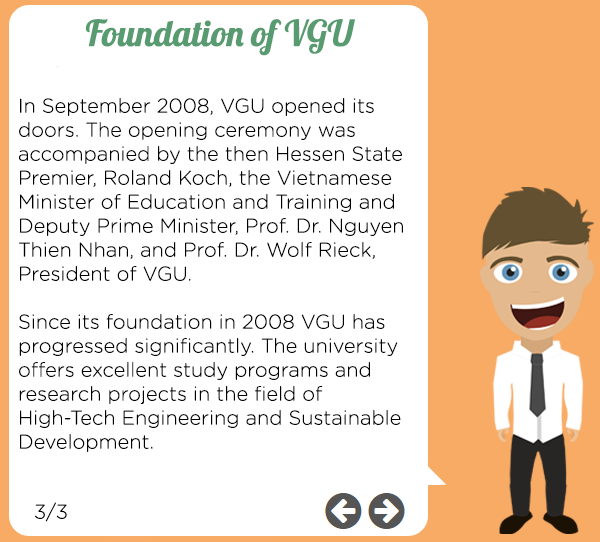 Foundation of VGU
In September 2008, VGU opened its
doors. The opening ceremony was
accompanied by the then Hessen State
Premier, Roland Koch, the Vietnamese
Minister of Education and Training and
Deputy Prime Minister, Prof. Dr. Nguyen
Thien Nhan, and Prof. Dr. Wolf Rieck,
President of VGU.
Since its foundation in 2008 VGU has
progressed significantly. The university
offers excellent study programs and
research projects in the field of
High-Tech Engineering and Sustainable
Development.
3/3